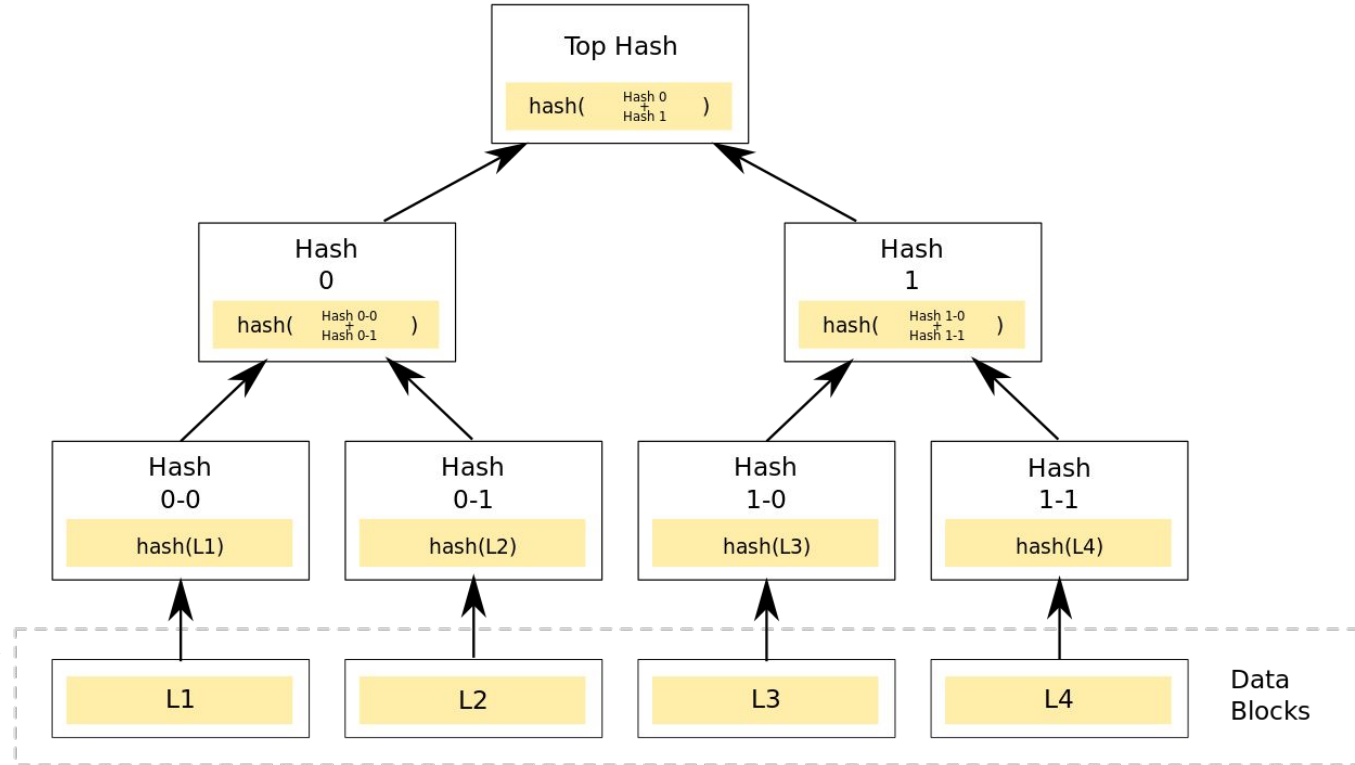 Top Hash
hash( Hash 0 + Hash 1 )
Hash
0
hash( Hash 0-0 + Hash 0-1 )
Hash
1
hash( Hash 1-0 + Hash 1-1 )
Hash
0-0
hash(L1)
Hash
0-1
hash(L2)
Hash
1-0
hash(L3)
Hash
1-1
hash(L4)
L1
L2
L3
L4
Data
Blocks